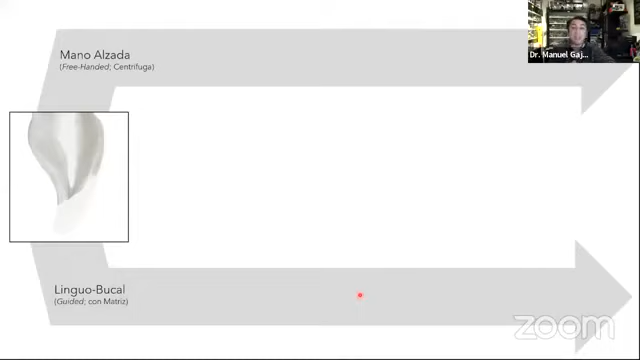 Mano Alzada
(Free-Handed; Centrífuga)
Dr. Manuel Gaj...
Linguo-Bucal
(Guided; con Matriz)
zoom